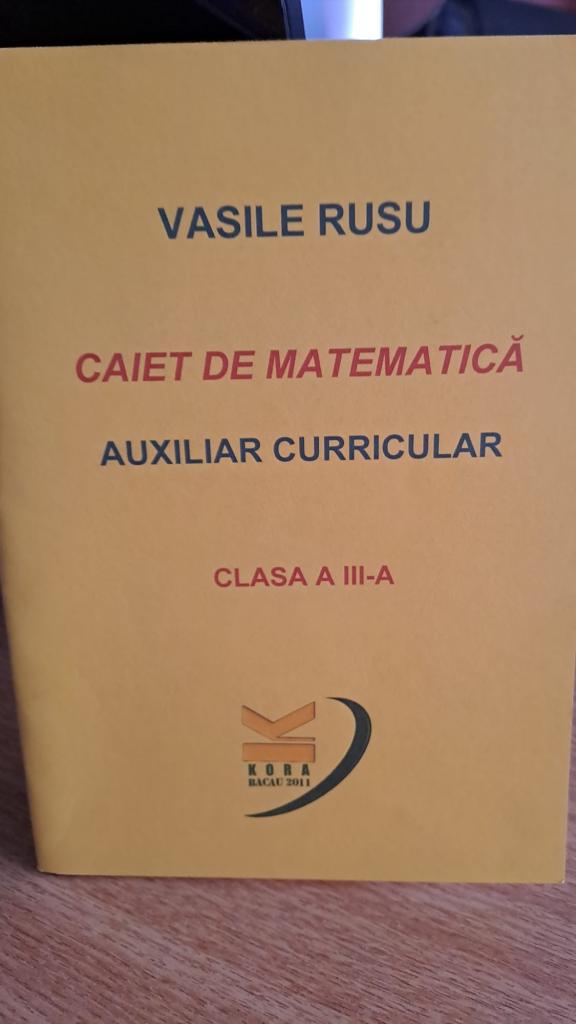 VASILE RUSU
CAIET DE MATEMATICĂ
AUXILIAR CURRICULAR
CLASA A III-A
K
KORA
BACAU 2011